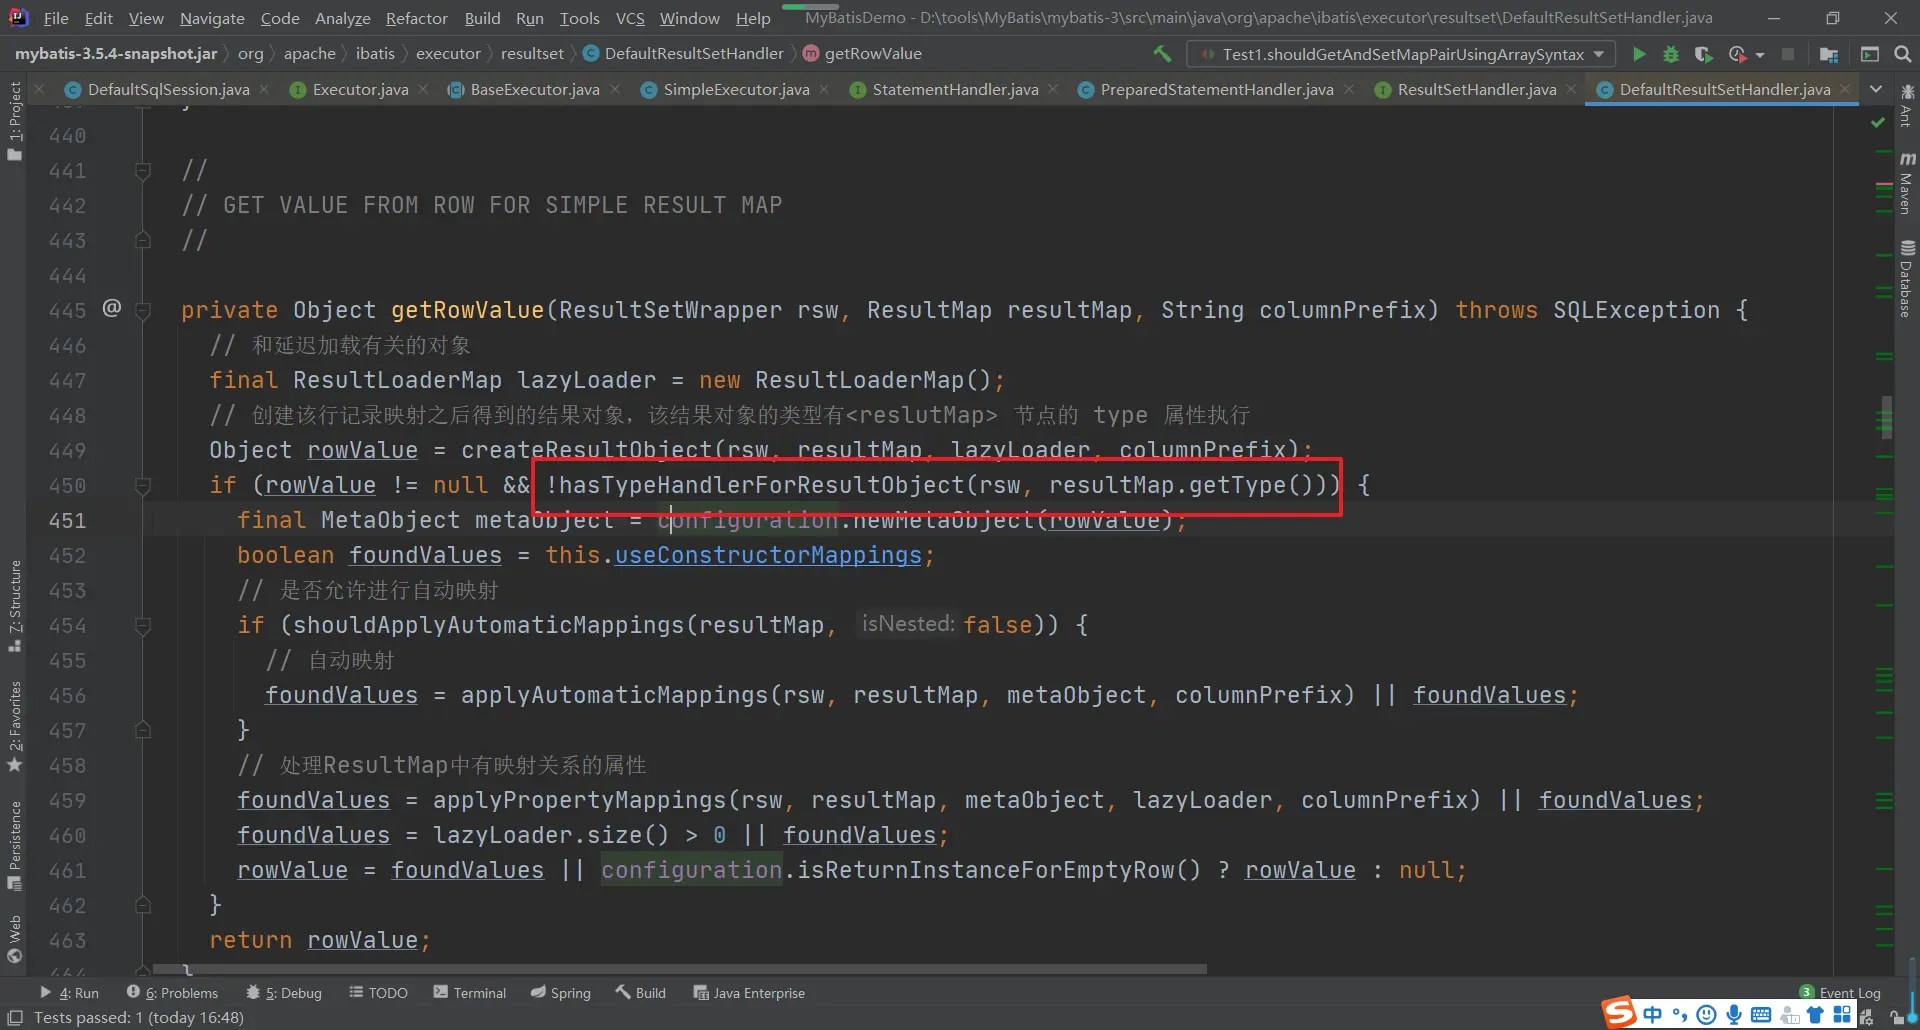 File Edit View Navigate Code Analyze Refactor Build Run Tools VCS Window Help MyBatisDemo - D:\tools\MyBatis\mybatis-3\src\main\java\org\apache\ibatis\executor\resultset\DefaultResultSetHandler.java
mybatis-3.5.4-snapshot.jar org apache ibatis executor resultset DefaultResultSetHandler getRowValue Test1.shouldGetAndSetMapPairUsingArraySyntax
DefaultSqlSession.java Executor.java BaseExecutor.java SimpleExecutor.java StatementHandler.java PreparedStatementHandler.java ResultSetHandler.java DefaultResultSetHandler.java
440
441 //
442 // GET VALUE FROM ROW FOR SIMPLE RESULT MAP
443 //
444
445 @ private Object getRowValue(ResultSetWrapper rsw, ResultMap resultMap, String columnPrefix) throws SQLException {
446 // 和延迟加载有关的对象
447 final ResultLoaderMap lazyLoader = new ResultLoaderMap();
448 // 创建该行记录映射之后得到的结果对象，该结果对象的类型有<reslutMap> 节点的 type 属性执行
449 Object rowValue = createResultObject(rsw, resultMap, lazyLoader, columnPrefix);
450 if (rowValue != null && !hasTypeHandlerForResultObject(rsw, resultMap.getType())) {
451 final MetaObject metaObject = configuration.newMetaObject(rowValue);
452 boolean foundValues = this.useConstructorMappings;
453 // 是否允许进行自动映射
454 if (shouldApplyAutomaticMappings(resultMap, isNested: false)) {
455 // 自动映射
456 foundValues = applyAutomaticMappings(rsw, resultMap, metaObject, columnPrefix) || foundValues;
457 }
458 // 处理ResultMap中有映射关系的属性
459 foundValues = applyPropertyMappings(rsw, resultMap, metaObject, lazyLoader, columnPrefix) || foundValues;
460 foundValues = lazyLoader.size() > 0 || foundValues;
461 rowValue = foundValues || configuration.isReturnInstanceForEmptyRow() ? rowValue : null;
462 }
463 return rowValue;
464 }
1: Project
7: Structure
2: Favorites
Persistence
Web
Ant
m Maven
Database
4: Run 6: Problems 5: Debug TODO Terminal Spring Build Java Enterprise 3 Event Log
Tests passed: 1 (today 16:48)
S 中